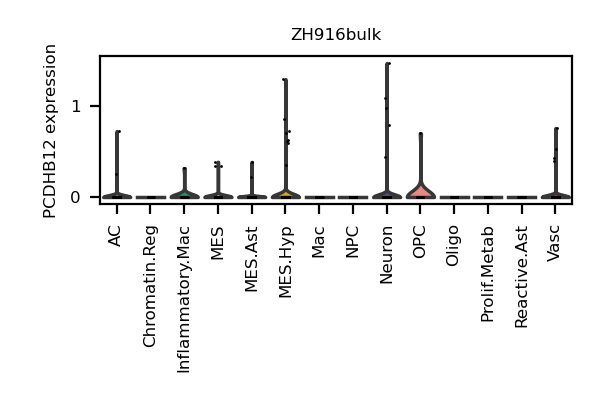 ZH916bulk
PCDHB12 expression
1
0
AC
Chromatin.Reg
Inflammatory.Mac
MES
MES.Ast
MES.Hyp
Mac
NPC
Neuron
OPC
Oligo
Prolif.Metab
Reactive.Ast
Vasc